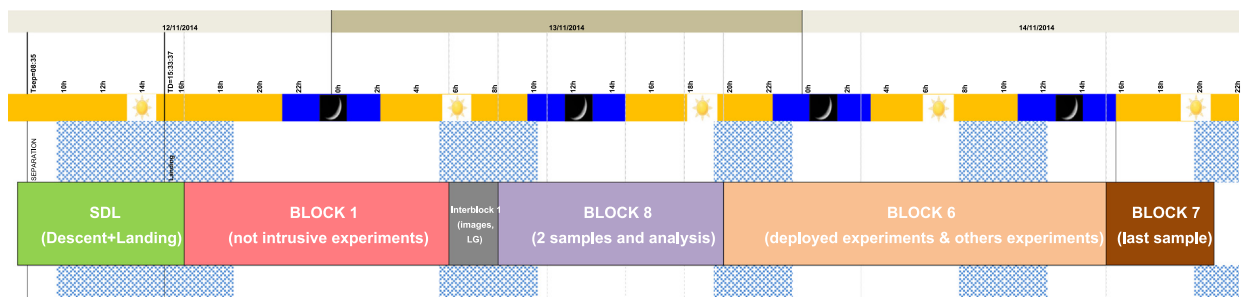 12/11/2014
13/11/2014
14/11/2014
Tsep=08:35
10h
12h
14h
TD=15:33:37
16h
18h
20h
22h
0h
2h
4h
6h
8h
10h
12h
14h
16h
18h
20h
22h
0h
2h
4h
6h
8h
10h
12h
14h
16h
18h
20h
22h
SEPARATION
Landing
SDL
(Descent+Landing)
BLOCK 1
(not intrusive experiments)
Interblock 1
(images,
LG)
BLOCK 8
(2 samples and analysis)
BLOCK 6
(deployed experiments & others experiments)
BLOCK 7
(last sample)